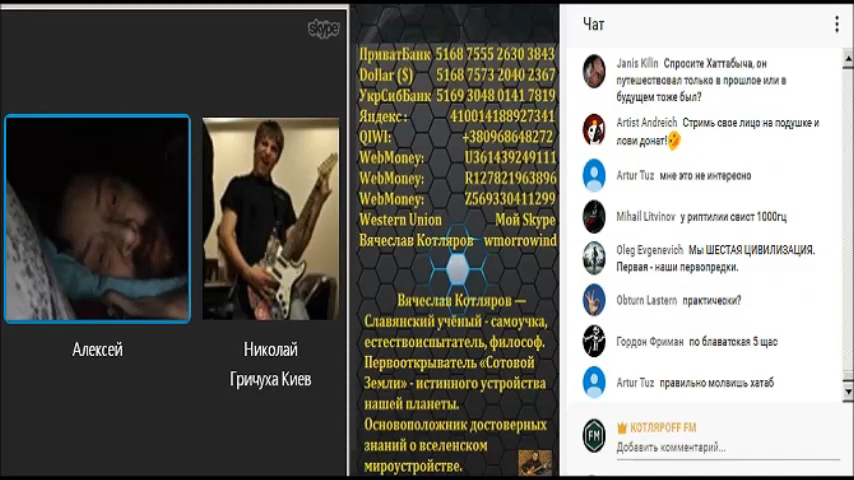 skype
Алексей
Николай
Гричуха Киев
ПриватБанк 5168 7555 2630 3843
Dollar ($) 5168 7573 2040 2367
УкрСибБанк 5169 3048 0141 7819
Яндекс: 410014188927341
QIWI: +380968648272
WebMoney: U361439249111
WebMoney: R127821963896
WebMoney: Z569330411299
Western Union Мой Skype
Вячеслав Котляров wmorrowind
Вячеслав Котляров —
Славянский учёный - самоучка,
естествоиспытатель, философ.
Первооткрыватель «Сотовой
Земли» - истинного устройства
нашей планеты.
Основоположник достоверных
знаний о вселенском
мироустройстве.
Чат
Janis Kilin Спросите Хаттабыча, он
путешествовал только в прошлое или в
будущем тоже был?
Artist Andreich Стримь свое лицо на подушке и
лови донат!
Artur Tuz мне это не интересно
Mihail Litvinov у риптилии свист 1000гц
Oleg Evgenevich Мы ШЕСТАЯ ЦИВИЛИЗАЦИЯ.
Первая - наши первопредки.
Obturn Lastern практически?
Гордон Фриман по блаватская 5 щас
Artur Tuz правильно молвишь хатаб
FM
КОТЛЯРОFF FM
Добавить комментарий...